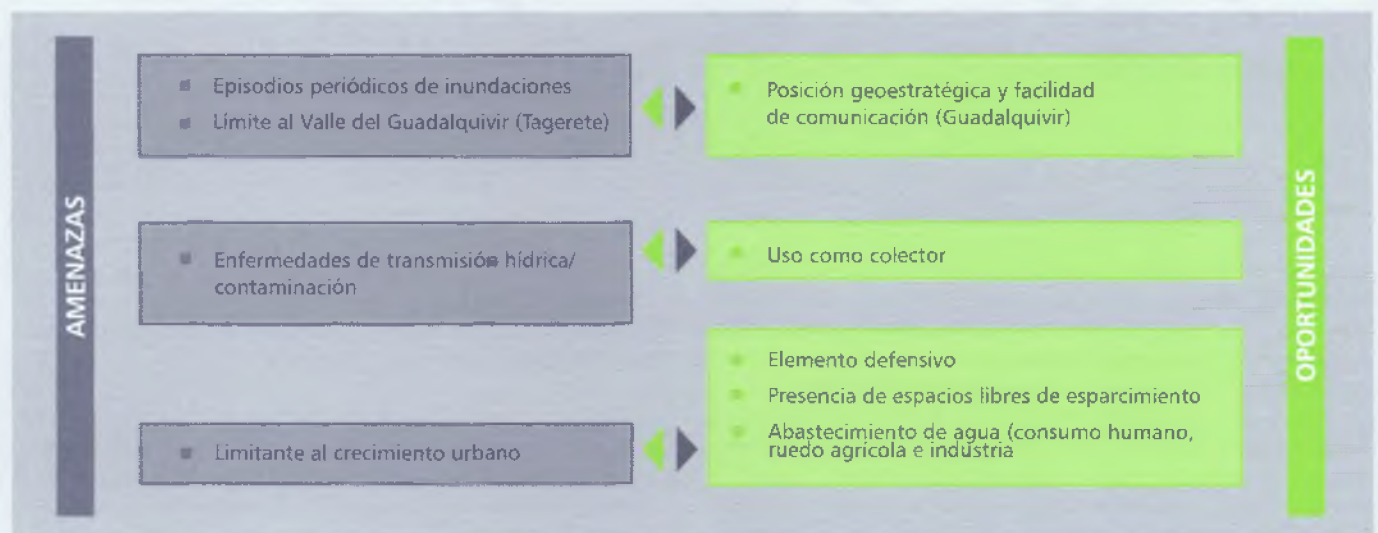 AMENAZAS
Episodios periódicos de inundaciones
Límite al Valle del Guadalquivir (Tagerete)
Posición geoestratégica y facilidad
de comunicación (Guadalquivir)
Enfermedades de transmisión hídrica/
contaminación
Uso como colector
Limitante al crecimiento urbano
Elemento defensivo
Presencia de espacios libres de esparcimiento
Abastecimiento de agua (consumo humano,
ruedo agrícola e industria
OPORTUNIDADES